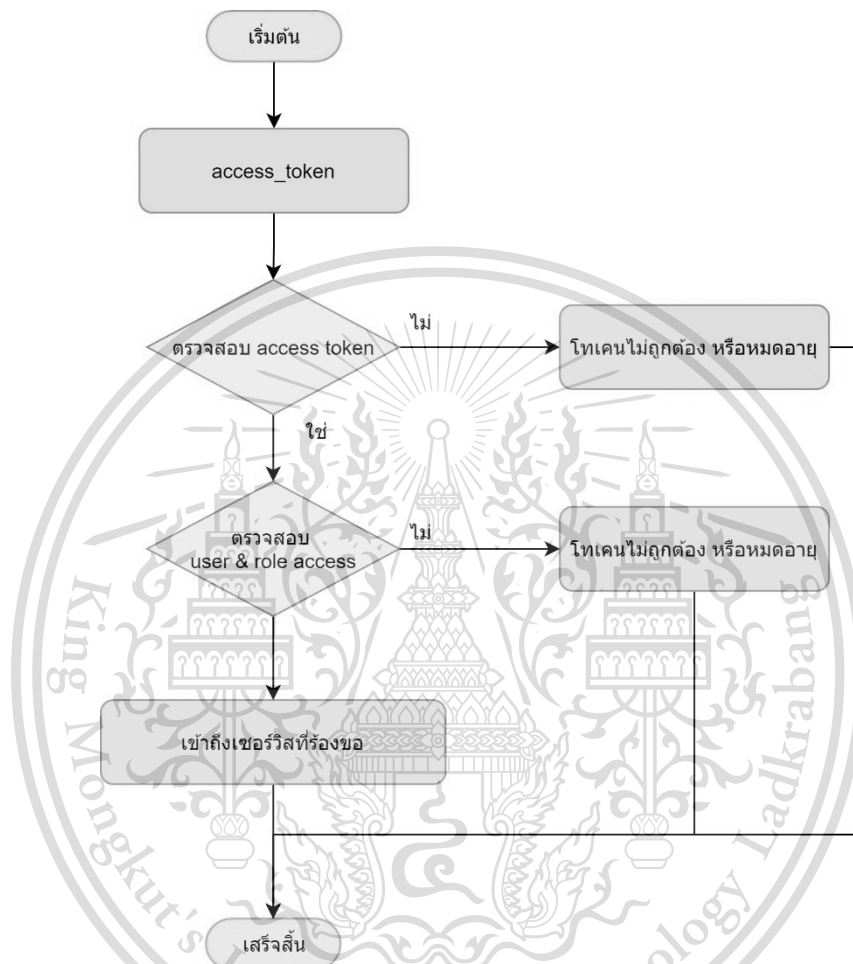 เริ่มต้น
access_token
ตรวจสอบ access token
ไม่
โทเคนไม่ถูกต้อง หรือหมดอายุ
ใช่
ตรวจสอบ
user & role access
ไม่
โทเคนไม่ถูกต้อง หรือหมดอายุ
เข้าถึงเซอร์วิสที่ร้องขอ
เสร็จสิ้น
King Mongkut's ology Ladkrabang